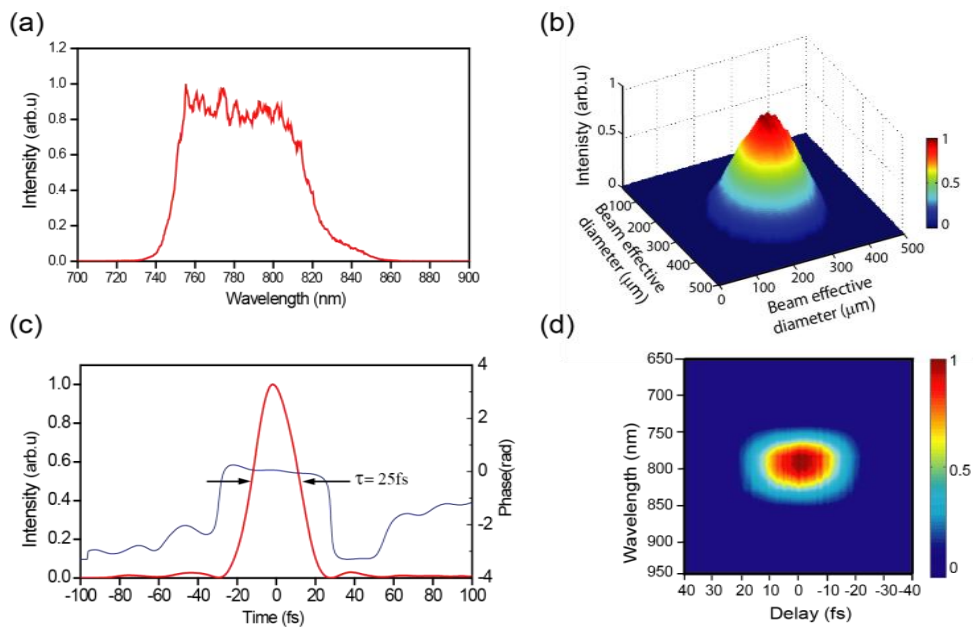 (a)
1.2
1.0
0.8
0.6
0.4
0.2
0.0
Intensity (arb.u)
700 720 740 760 780 800 820 840 860 880 900
Wavelength (nm)
(b)
1
0.5
0
Intenisty (arb.u)
100
200
300
400
500
Beam effective
diameter (μm)
0
100
200
300
400
500
Beam effective
diameter (μm)
1
0.5
0
(c)
1.0
0.8
0.6
0.4
0.2
0.0
Intensity (arb.u)
4
2
0
-2
-4
Phase(rad)
τ= 25fs
-100 -80 -60 -40 -20 0 20 40 60 80 100
Time (fs)
(d)
650
700
750
800
850
900
950
Wavelength (nm)
40 30 20 10 0 -10 -20 -30 -40
Delay (fs)
1
0.5
0